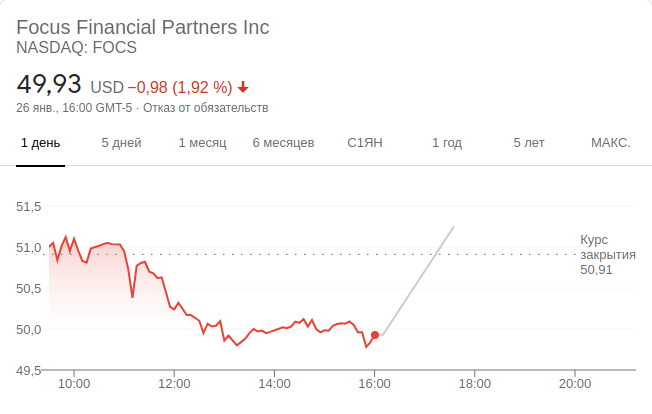 Focus Financial Partners Inc
NASDAQ: FOCS
49,93 USD −0,98 (1,92 %)
26 янв., 16:00 GMT-5 · Отказ от обязательств
1 день 5 дней 1 месяц 6 месяцев С1ЯН 1 год 5 лет МАКС.
51,5
51,0
50,5
50,0
49,5
Курс
закрытия
50,91
10:00 12:00 14:00 16:00 18:00 20:00